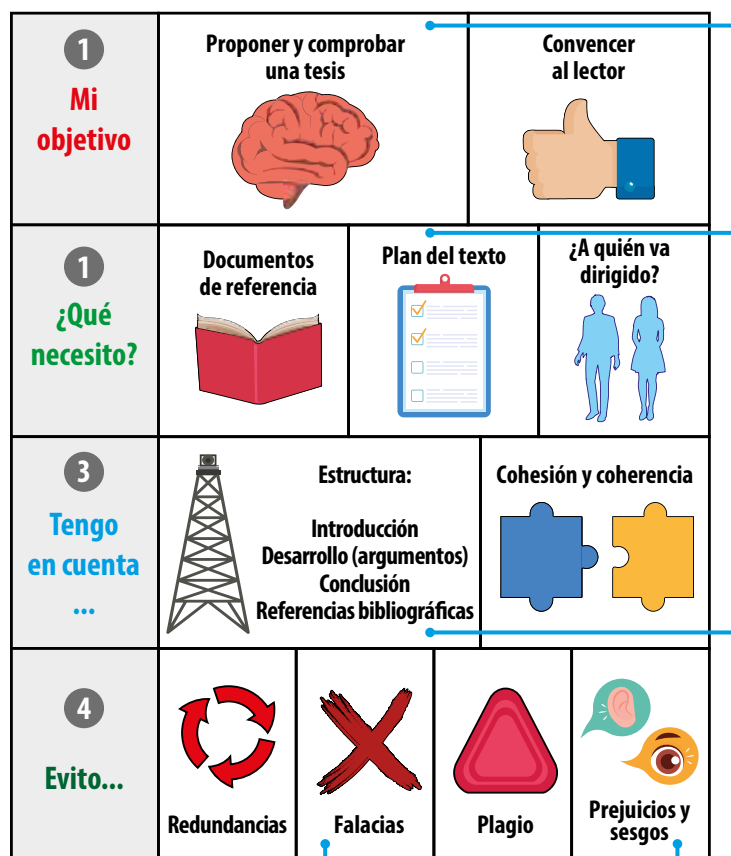 1
Mi
objetivo
Proponer y comprobar
una tesis
Convencer
al lector
1
¿Qué
necesito?
Documentos
de referencia
Plan del texto
¿A quién va
dirigido?
3
Tengo
en cuenta
...
Estructura:
Introducción
Desarrollo (argumentos)
Conclusión
Referencias bibliográficas
Cohesión y coherencia
4
Evito...
Redundancias
Falacias
Plagio
Prejuicios y
sesgos